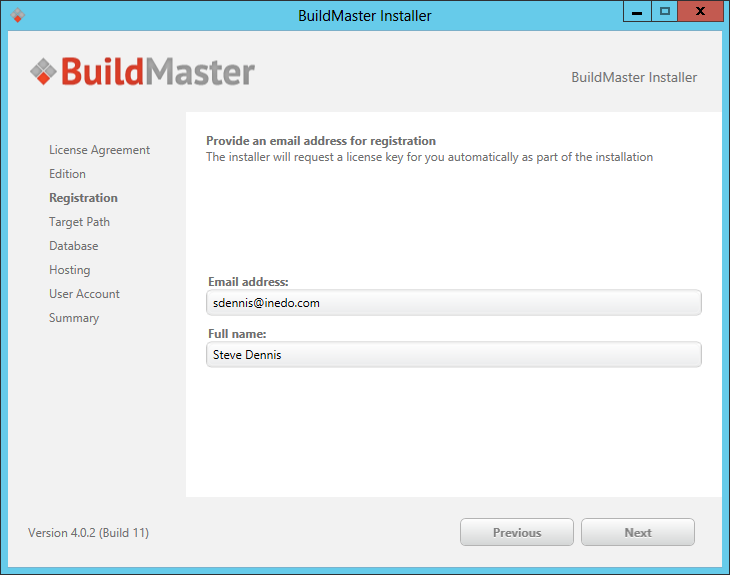 BuildMaster Installer
BuildMaster
BuildMaster Installer
License Agreement
Edition
Registration
Target Path
Database
Hosting
User Account
Summary
Provide an email address for registration
The installer will request a license key for you automatically as part of the installation
Email address:
sdennis@inedo.com
Full name:
Steve Dennis
Version 4.0.2 (Build 11)
Previous
Next